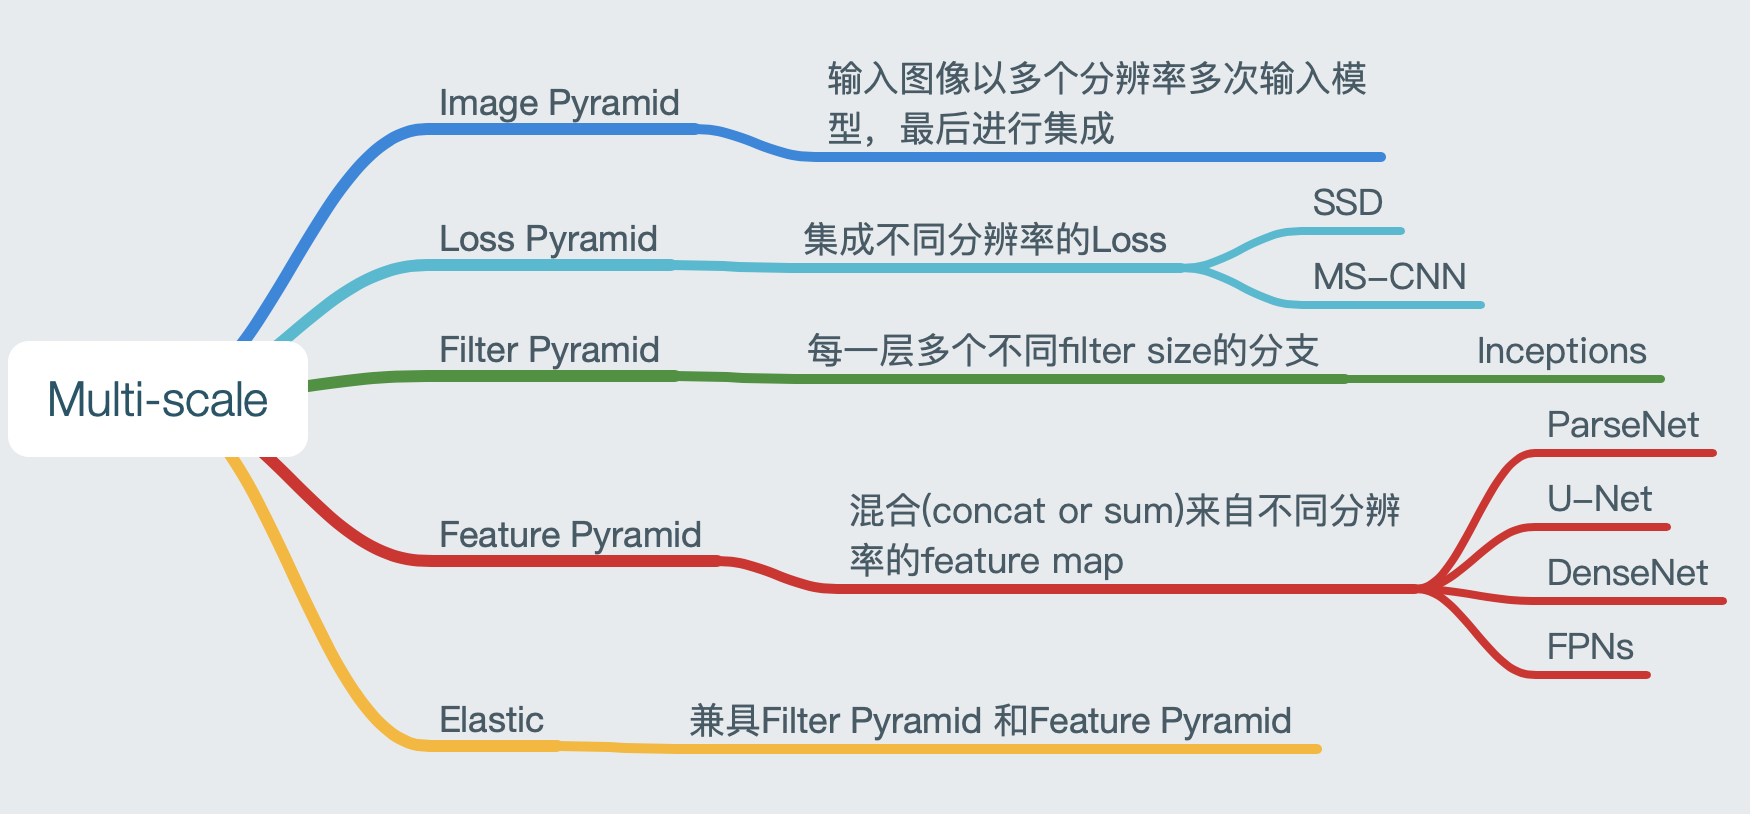 Multi-scale
Image Pyramid
输入图像以多个分辨率多次输入模
型，最后进行集成
Loss Pyramid
集成不同分辨率的Loss
SSD
MS-CNN
Filter Pyramid
每一层多个不同filter size的分支
Inceptions
Feature Pyramid
混合(concat or sum)来自不同分辨
率的feature map
ParseNet
U-Net
DenseNet
FPNs
Elastic
兼具Filter Pyramid 和Feature Pyramid